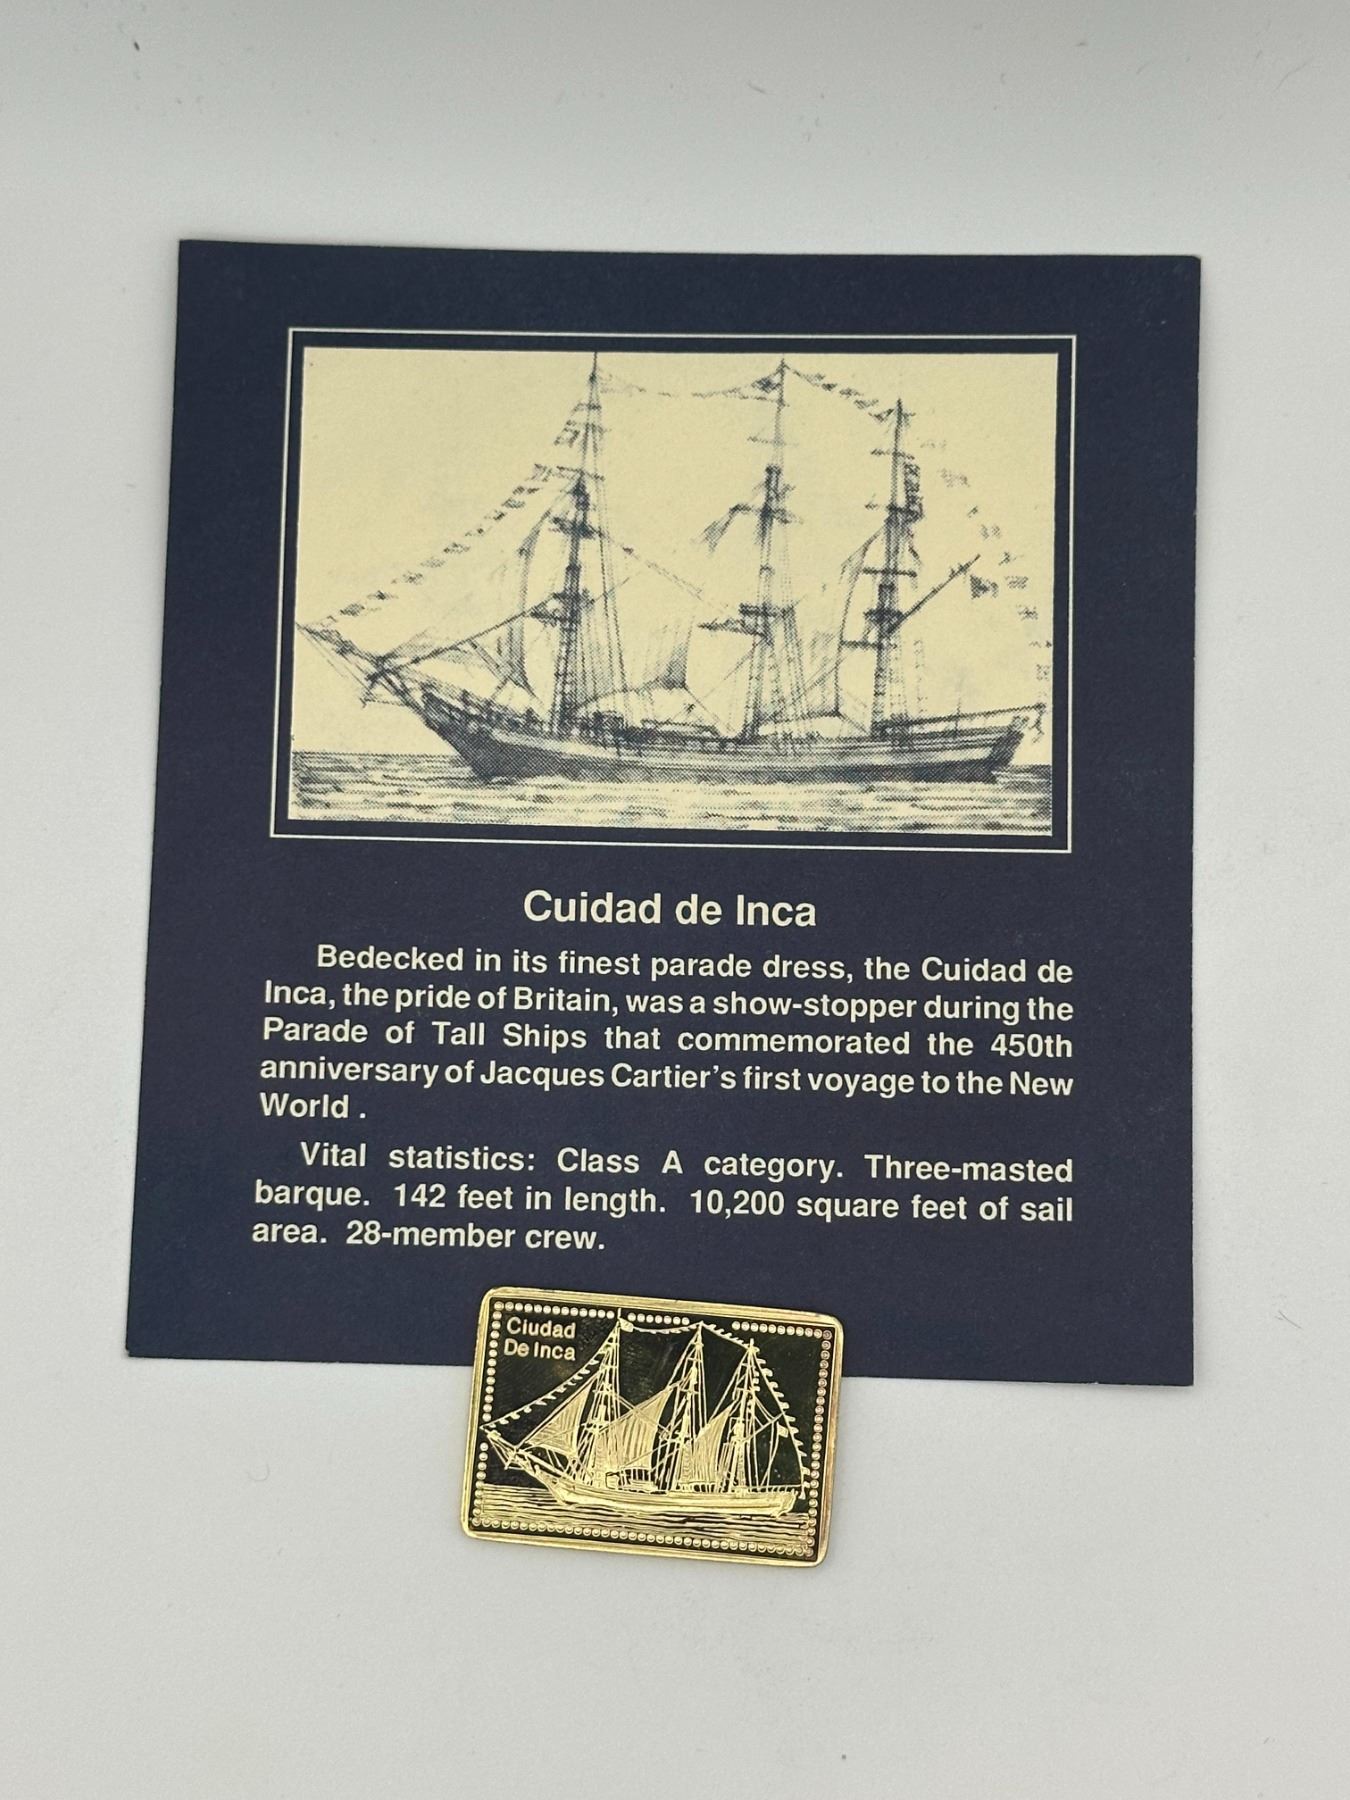 Cuidad de Inca
Bedecked in its finest parade dress, the Cuidad de
Inca, the pride of Britain, was a show-stopper during the
Parade of Tall Ships that commemorated the 450th
anniversary of Jacques Cartier's first voyage to the New
World .
Vital statistics: Class A category. Three-masted
barque. 142 feet in length. 10,200 square feet of sail
area. 28-member crew.
Ciudad
De Inca